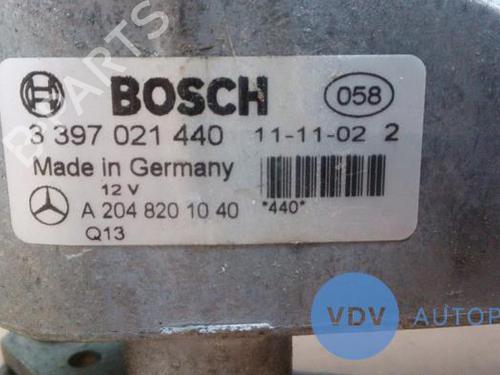 B PARTS
BOSCH 058
3 397 021 440 11-11-02 2
Made in Germany
12 V
A 204 820 10 40 *440*
Q13
VDV AUTOP